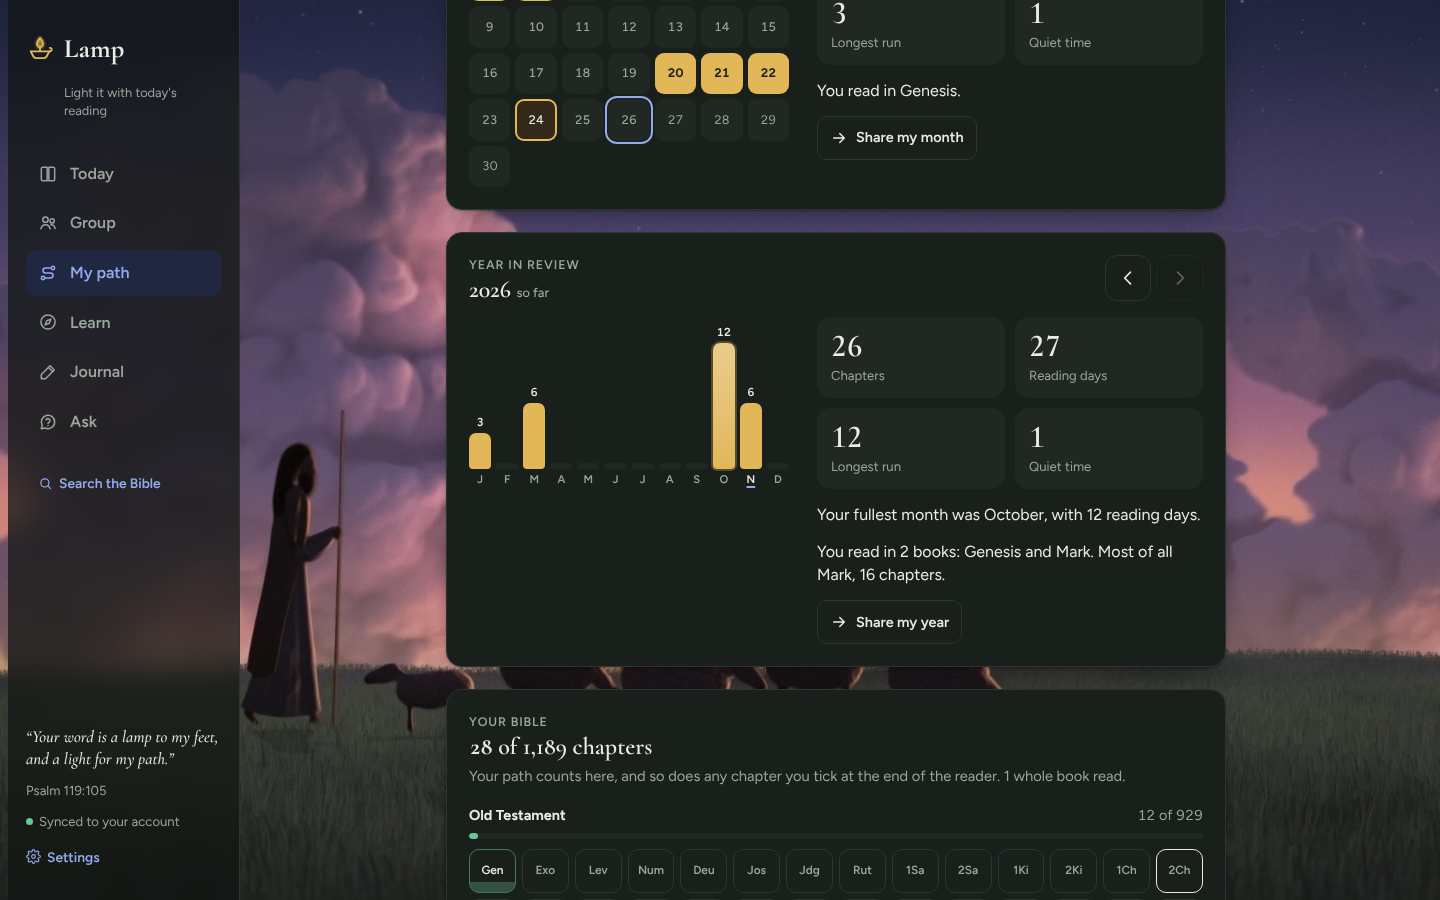 Lamp
Light it with today's
reading
Today
Group
My path
Learn
Journal
Ask
Search the Bible
“Your word is a lamp to my feet,
and a light for my path.”
Psalm 119:105
Synced to your account
Settings
9 10 11 12 13 14 15
16 17 18 19 20 21 22
23 24 25 26 27 28 29
30
3
Longest run
1
Quiet time
You read in Genesis.
Share my month
YEAR IN REVIEW
2026 so far
12
6 6
3
J F M A M J J A S O N D
26
Chapters
27
Reading days
12
Longest run
1
Quiet time
Your fullest month was October, with 12 reading days.
You read in 2 books: Genesis and Mark. Most of all
Mark, 16 chapters.
Share my year
YOUR BIBLE
28 of 1,189 chapters
Your path counts here, and so does any chapter you tick at the end of the reader. 1 whole book read.
Old Testament 12 of 929
Gen Exo Lev Num Deu Jos Jdg Rut 1Sa 2Sa 1Ki 2Ki 1Ch 2Ch